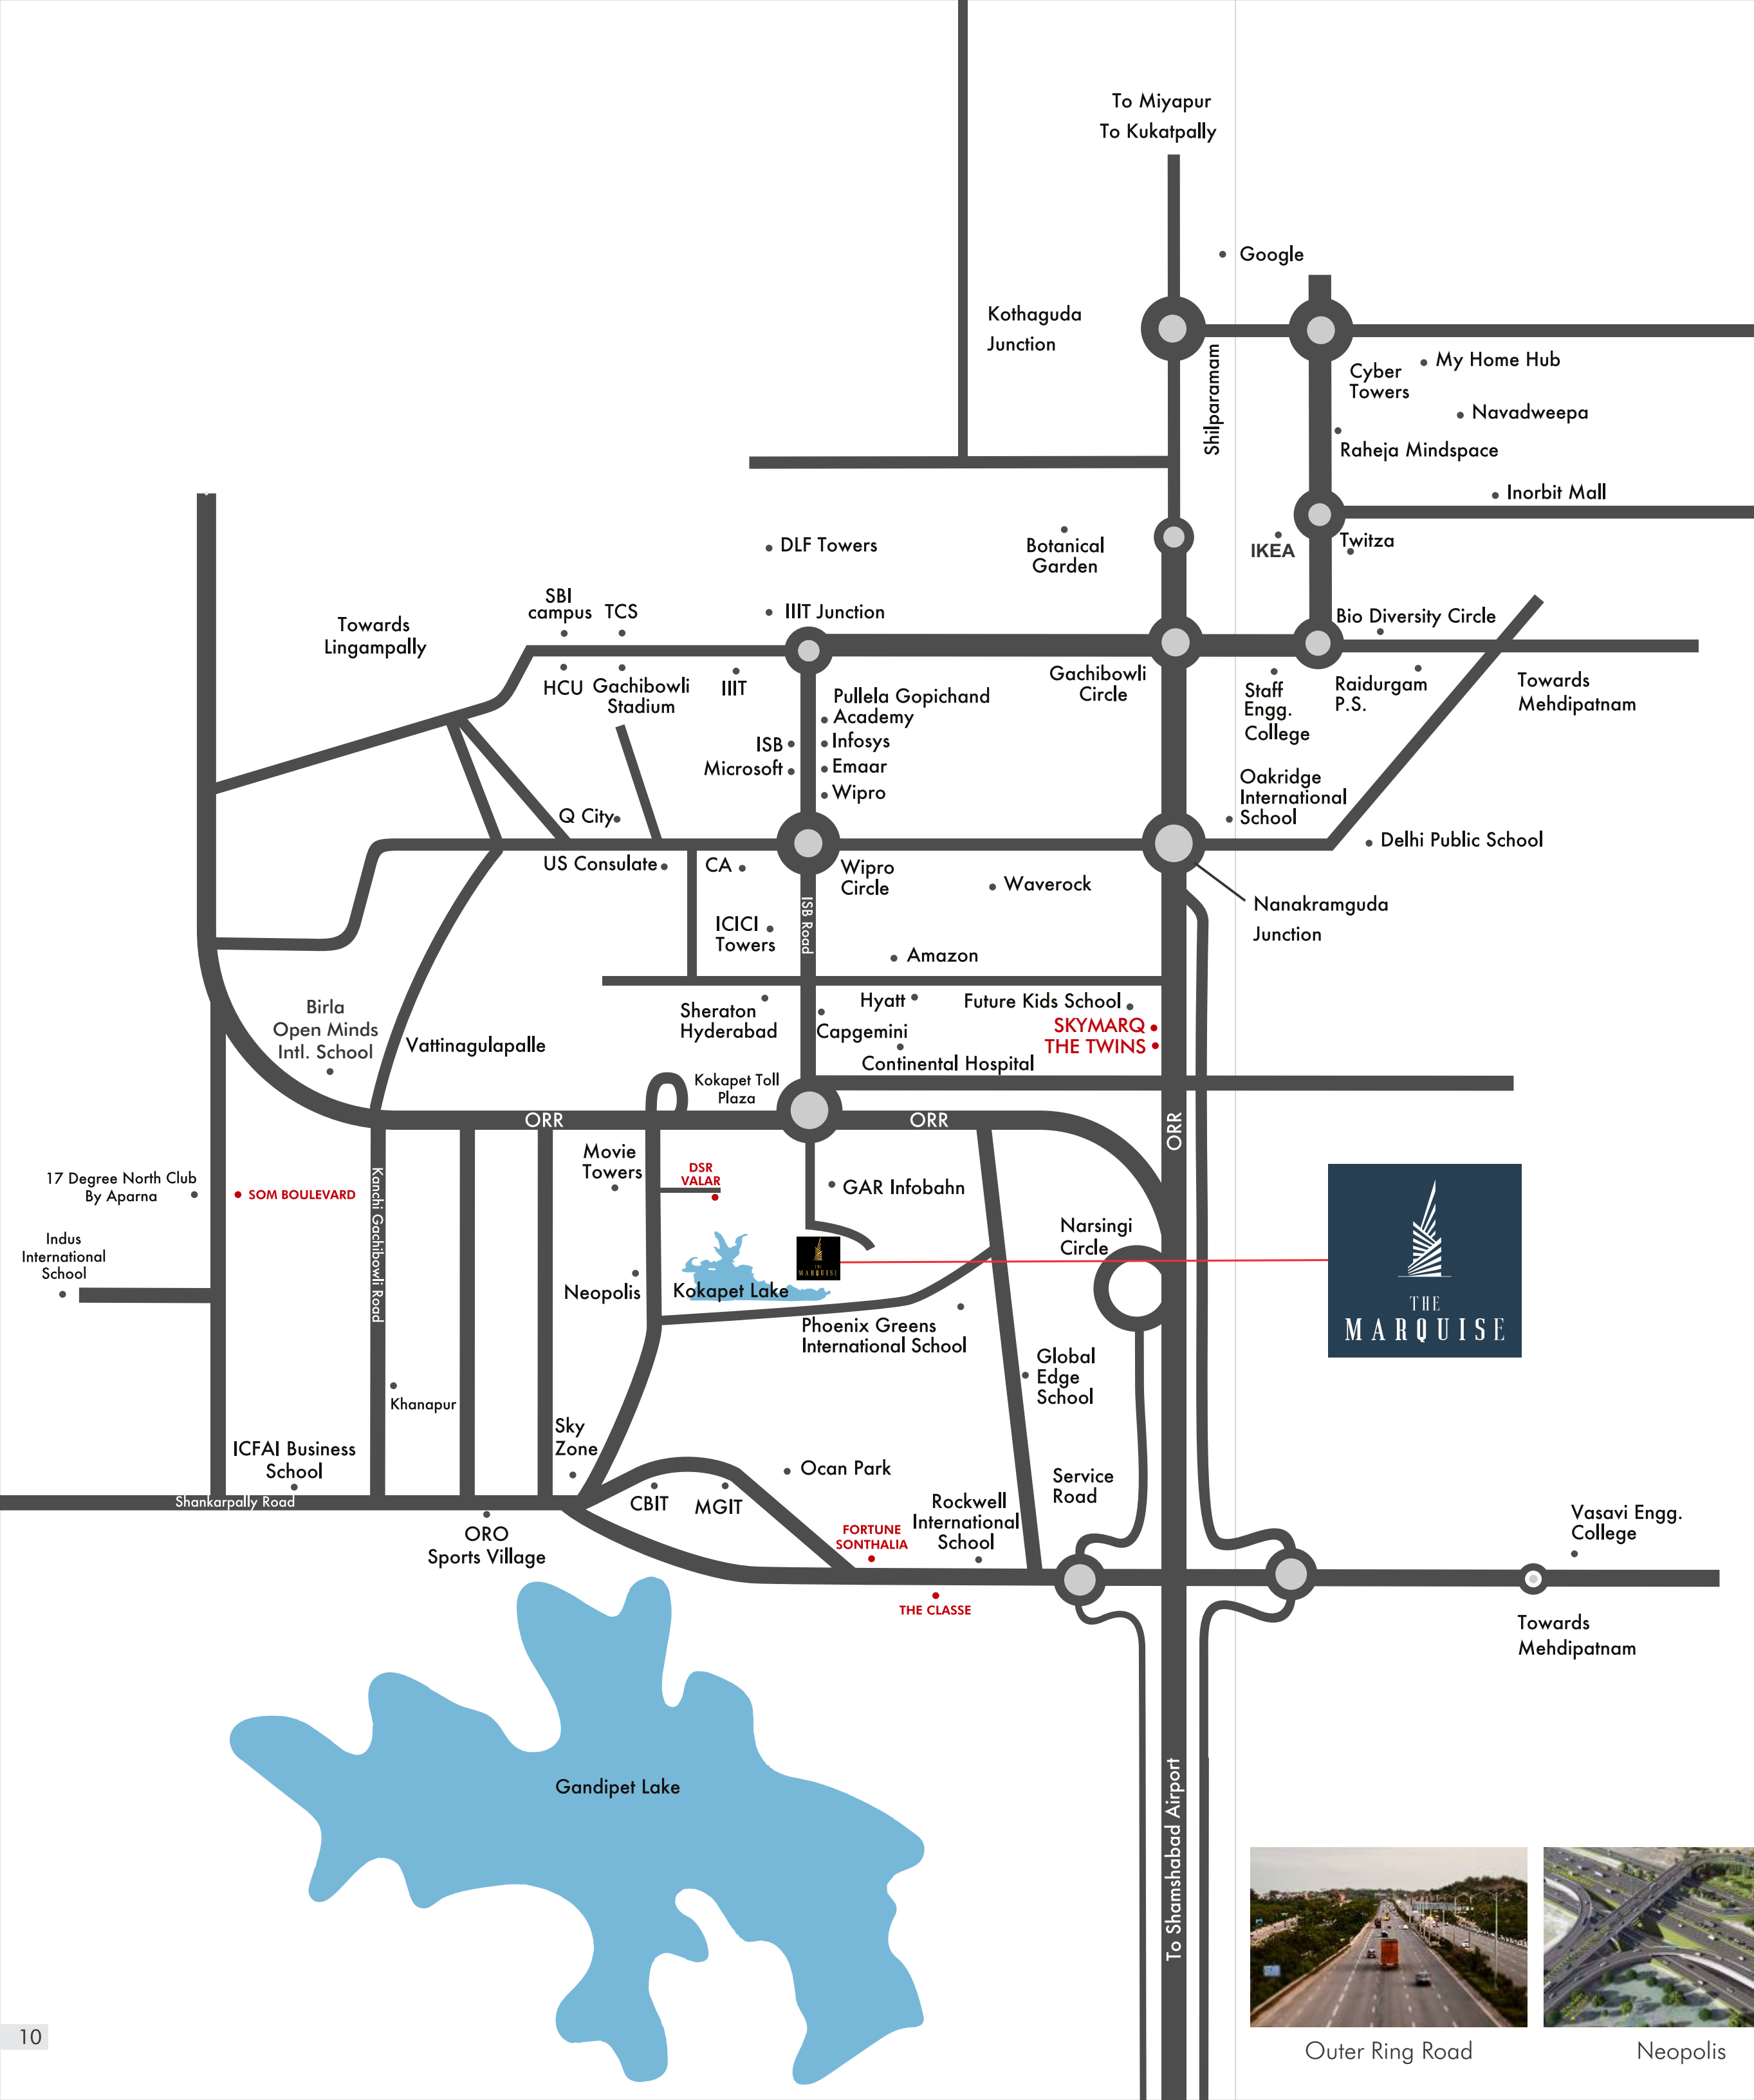 To Miyapur
To Kukatpally
Google
Kothaguda
Junction
Shilparamam
Cyber
Towers
My Home Hub
Navadweepa
Raheja Mindspace
Inorbit Mall
DLF Towers
Botanical
Garden
IKEA
Twitza
SBI
campus
TCS
IIIT Junction
Bio Diversity Circle
Towards
Lingampally
HCU
Gachibowli
Stadium
IIIT
Pullela Gopichand
Academy
Gachibowli
Circle
Staff
Engg.
College
Raidurgam
P.S.
Towards
Mehdipatnam
ISB
Infosys
Microsoft
Emaar
Wipro
Oakridge
International
School
Q City
Delhi Public School
US Consulate
CA
Wipro
Circle
Waverock
Nanakramguda
Junction
ISB Road
ICICI
Towers
Amazon
Birla
Open Minds
Intl. School
Vattinagulapalle
Sheraton
Hyderabad
Hyatt
Capgemini
Future Kids School
SKYMARQ
THE TWINS
Continental Hospital
Kokapet Toll
Plaza
ORR
ORR
ORR
Movie
Towers
DSR
VALAR
GAR Infobahn
17 Degree North Club
By Aparna
SOM BOULEVARD
Kanchi Gachibowli Road
Indus
International
School
Narsingi
Circle
THE
MARQUISE
THE
MARQUISE
Neopolis
Kokapet Lake
Phoenix Greens
International School
Global
Edge
School
Khanapur
Sky
Zone
ICFAI Business
School
Shankarpally Road
Ocan Park
Service
Road
CBIT
MGIT
Rockwell
International
School
FORTUNE
SONTHALIA
ORO
Sports Village
THE CLASSE
Vasavi Engg.
College
Towards
Mehdipatnam
Gandipet Lake
To Shamshabad Airport
10
Outer Ring Road
Neopolis